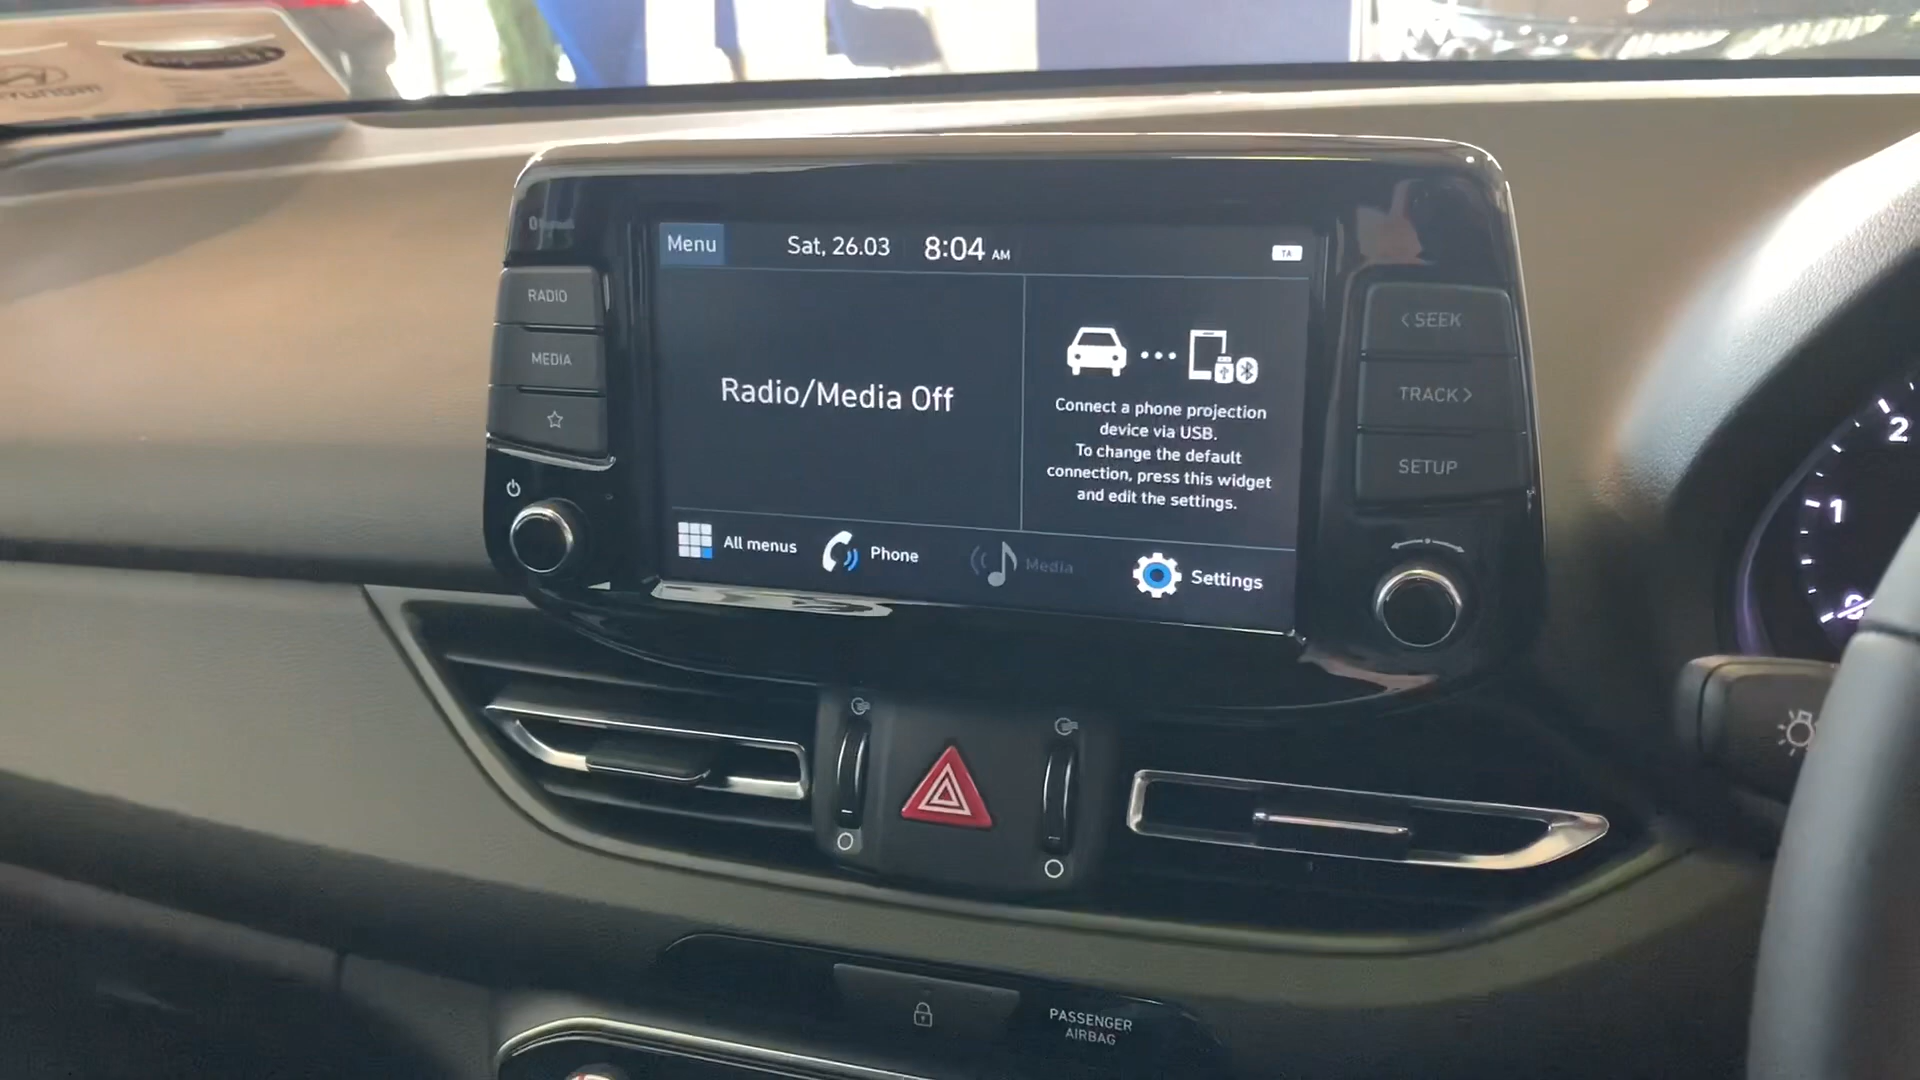 Menu
Sat, 26.03
8:04 AM
TA
RADIO
MEDIA
Radio/Media Off
Connect a phone projection
device via USB.
To change the default
connection, press this widget
and edit the settings.
< SEEK
TRACK >
SETUP
All menus
Phone
Media
Settings
2
1
PASSENGER
AIRBAG